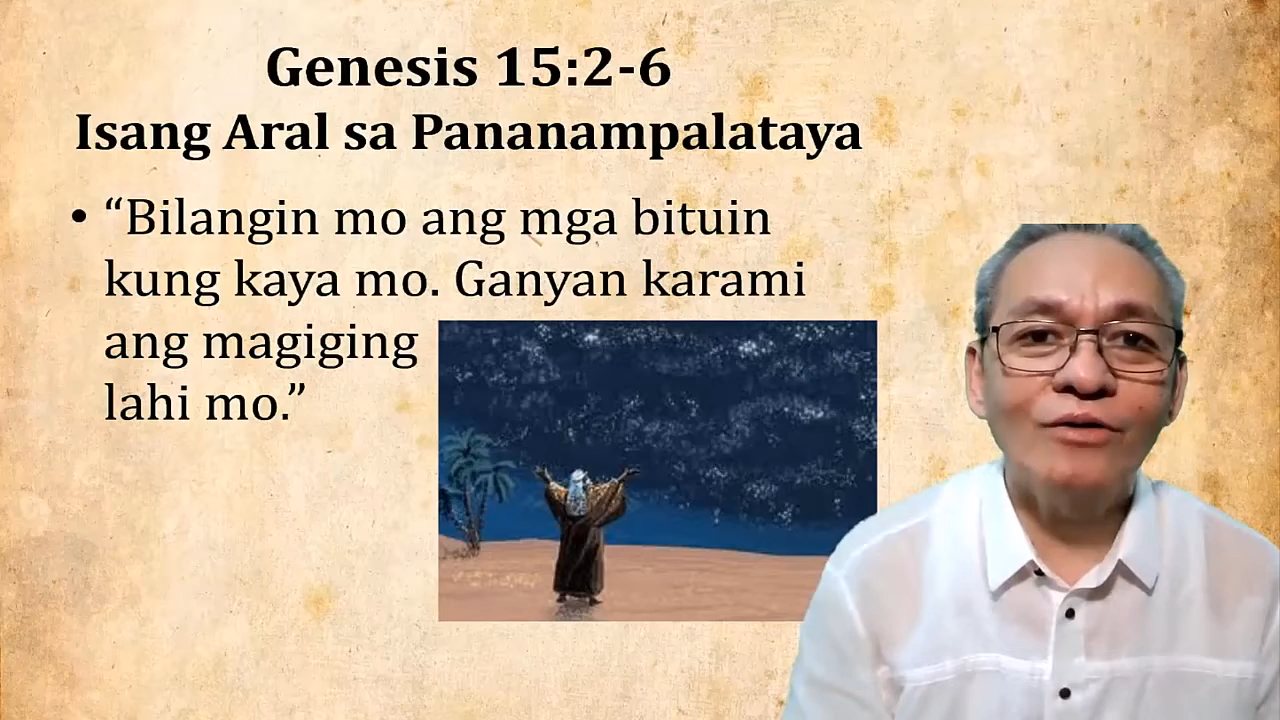 Genesis 15:2-6
Isang Aral sa Pananampalataya
• “Bilangin mo ang mga bituin
kung kaya mo. Ganyan karami
ang magiging
lahi mo.”